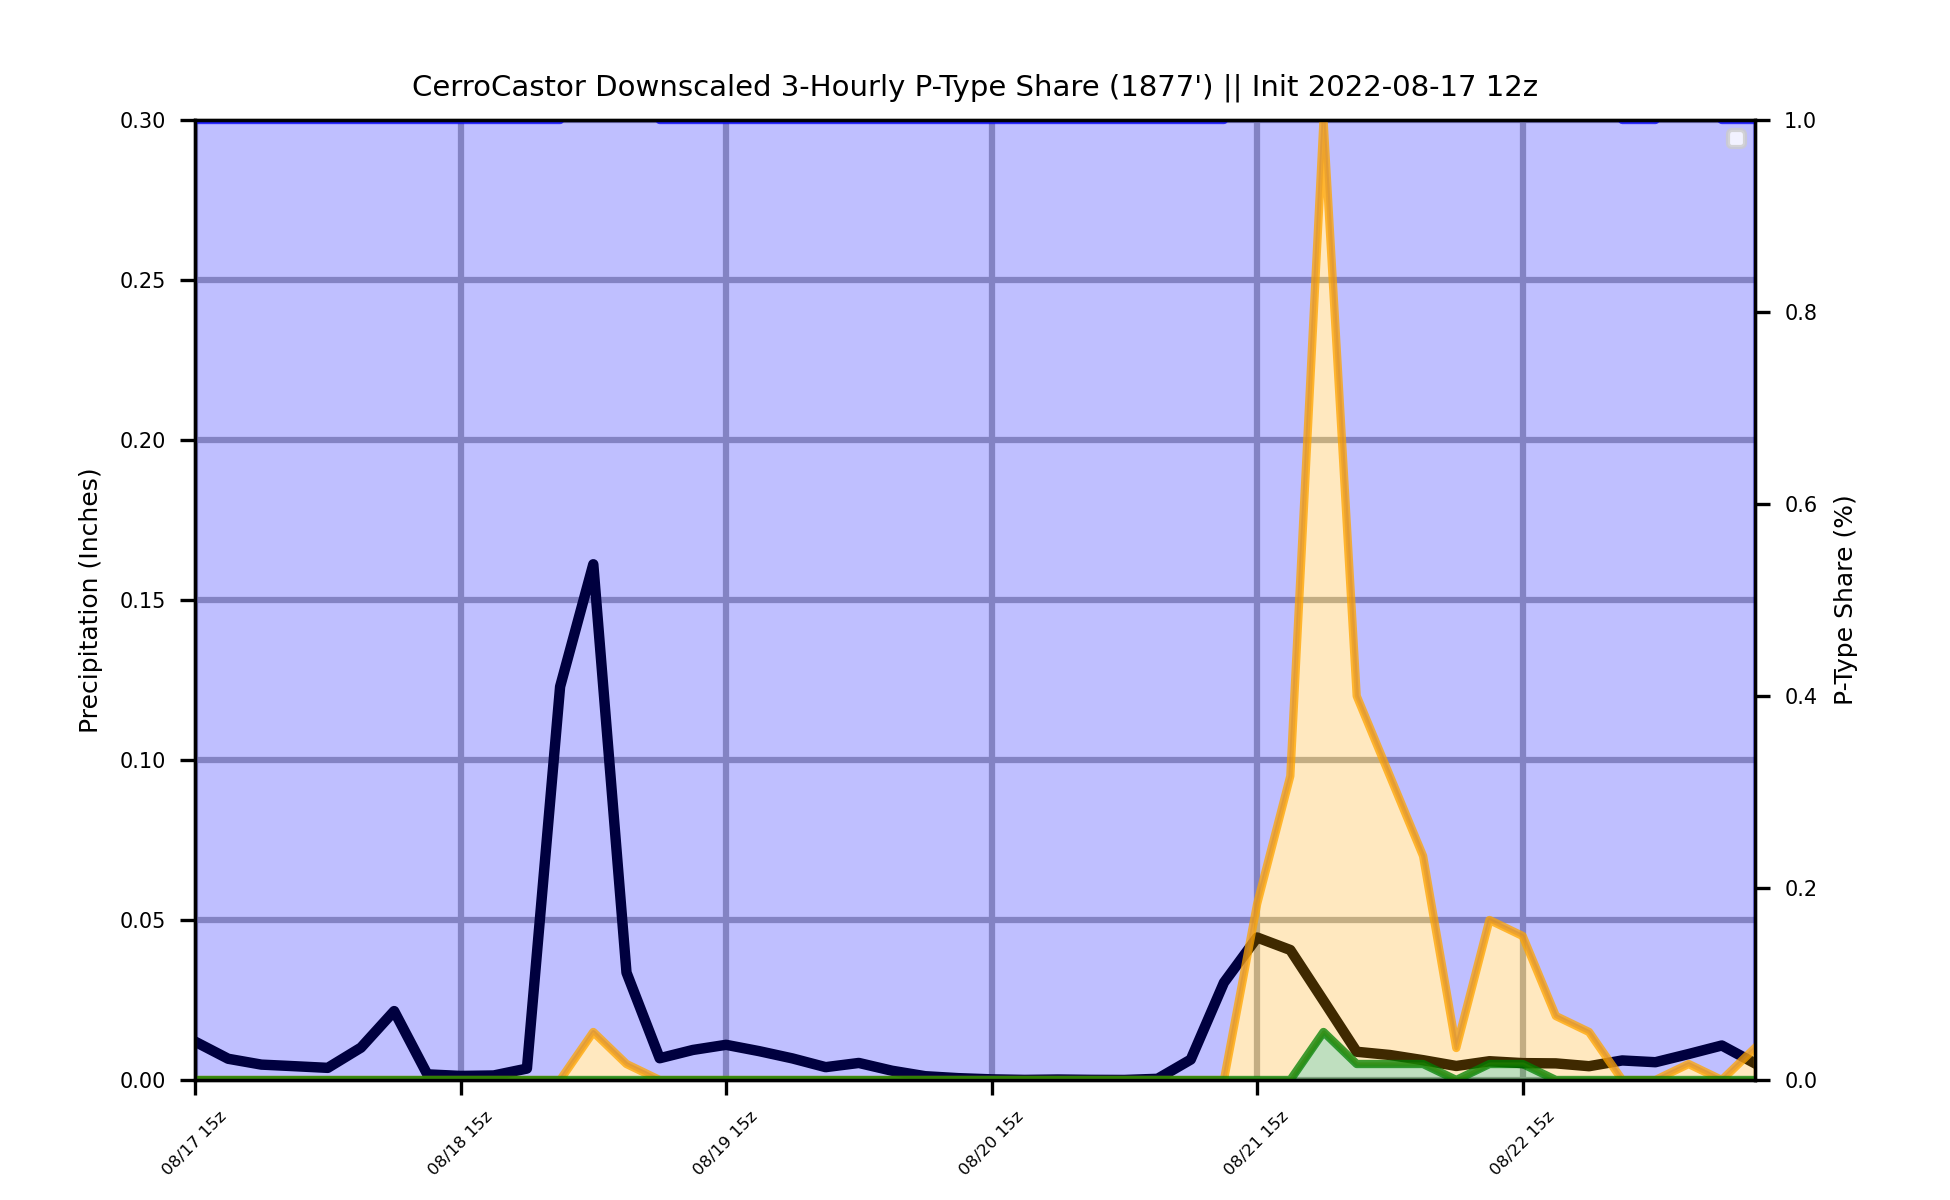 CerroCastor Downscaled 3-Hourly P-Type Share (1877') || Init 2022-08-17 12z
0.30
0.25
0.20
0.15
0.10
0.05
0.00
Precipitation (Inches)
1.0
0.8
0.6
0.4
0.2
0.0
P-Type Share (%)
08/17 15z
08/18 15z
08/19 15z
08/20 15z
08/21 15z
08/22 15z